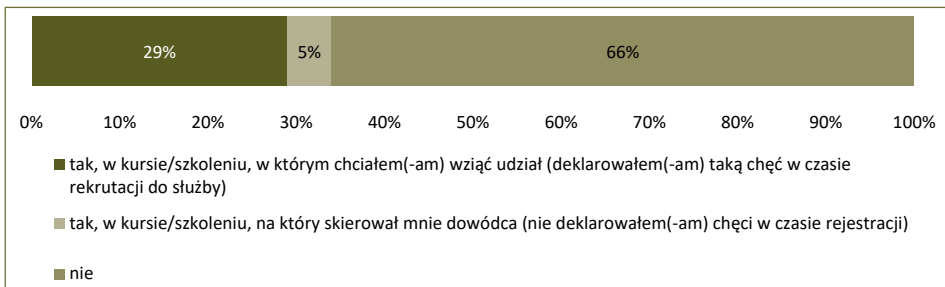 29% 5% 66%
0% 10% 20% 30% 40% 50% 60% 70% 80% 90% 100%
tak, w kursie/szkoleniu, w którym chciałem(-am) wziąć udział (deklarowałem(-am) taką chęć w czasie
rekrutacji do służby)
tak, w kursie/szkoleniu, na który skierował mnie dowódca (nie deklarowałem(-am) chęci w czasie rejestracji)
nie